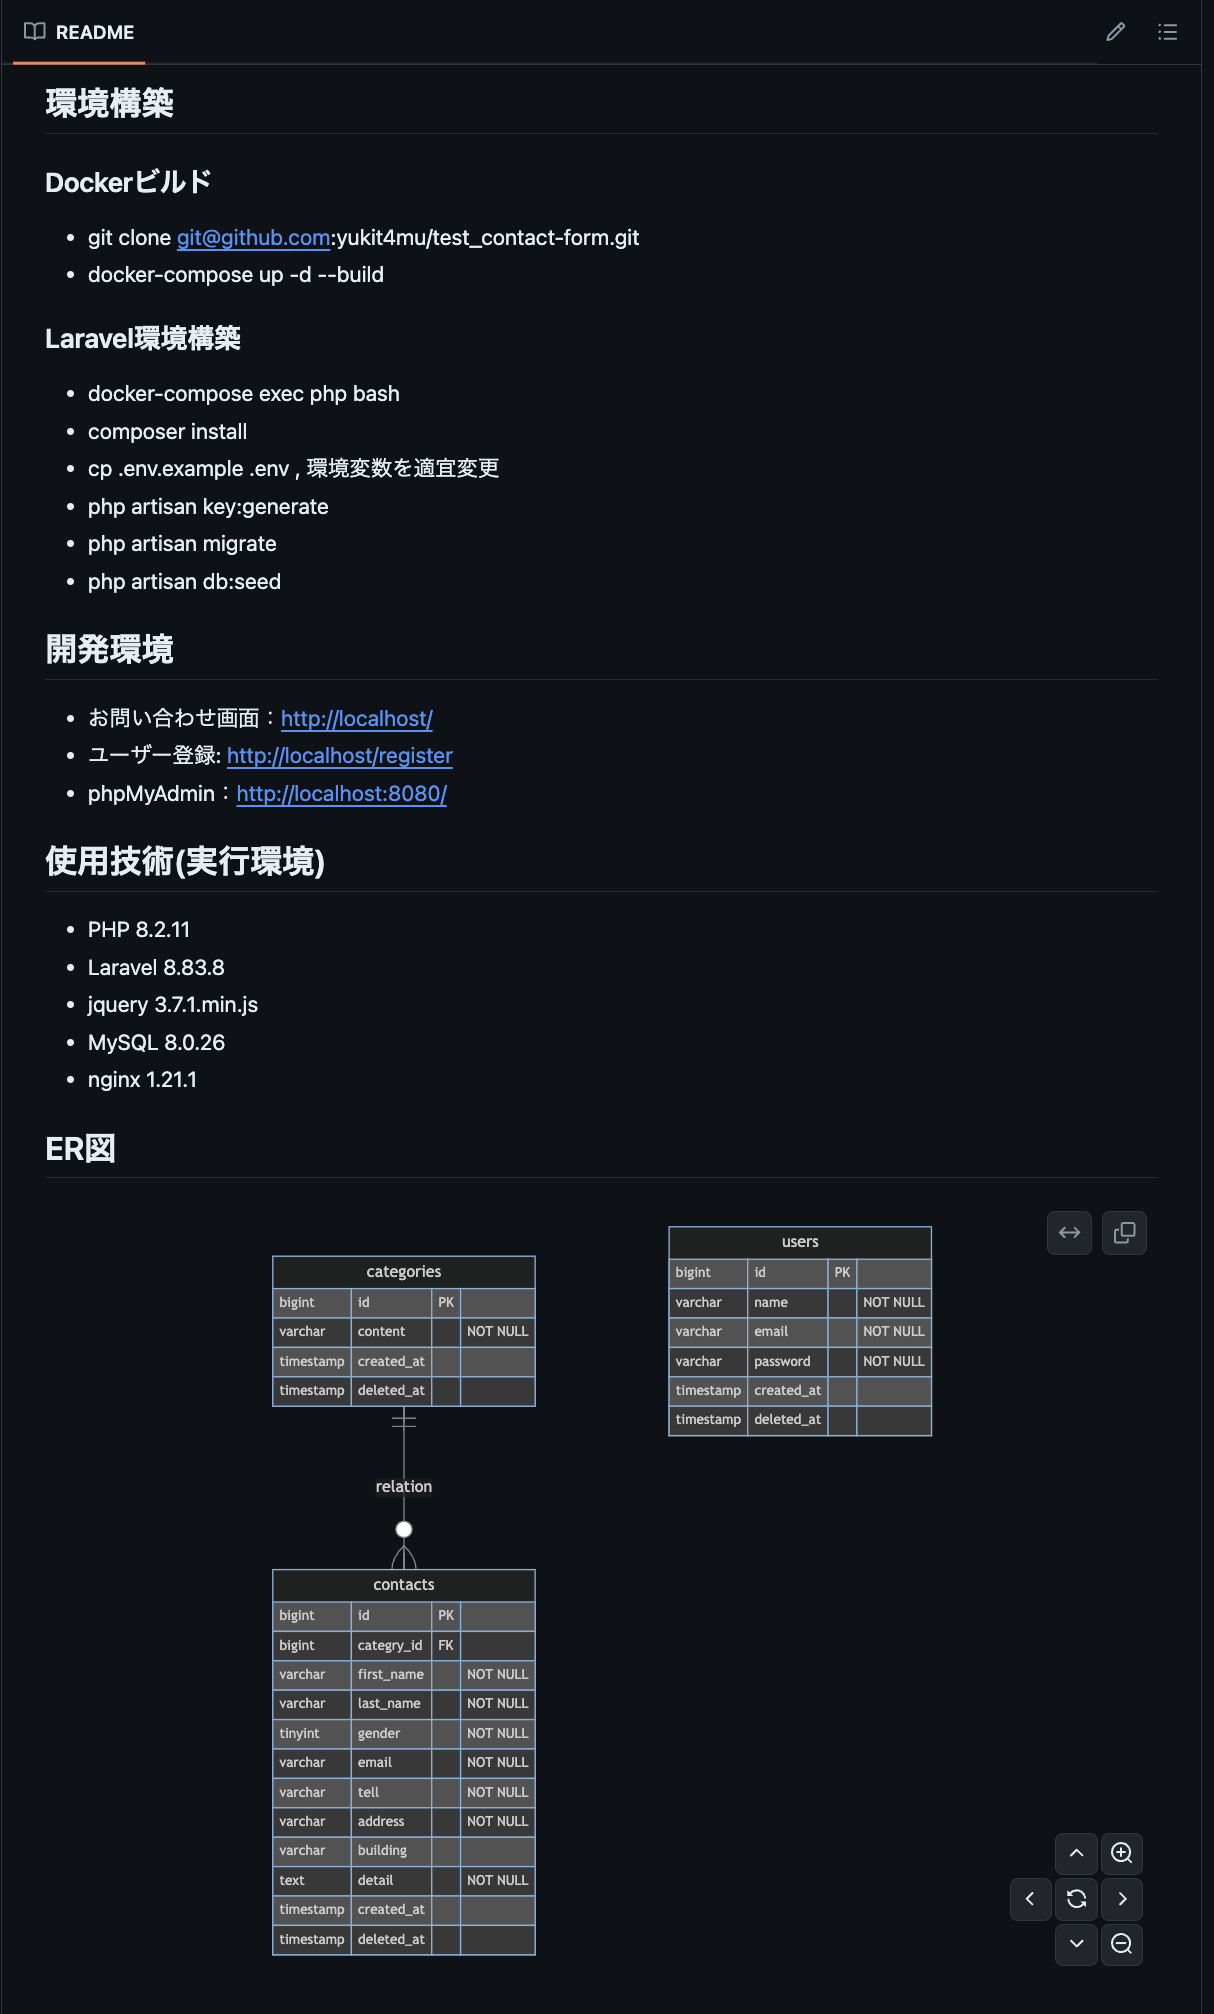 README
環境構築
Dockerビルド
git clone git@github.com:yukit4mu/test_contact-form.git
docker-compose up -d --build
Laravel環境構築
docker-compose exec php bash
composer install
cp .env.example .env , 環境変数を適宜変更
php artisan key:generate
php artisan migrate
php artisan db:seed
開発環境
お問い合わせ画面：http://localhost/
ユーザー登録: http://localhost/register
phpMyAdmin：http://localhost:8080/
使用技術(実行環境)
PHP 8.2.11
Laravel 8.83.8
jquery 3.7.1.min.js
MySQL 8.0.26
nginx 1.21.1
ER図
categories
bigint id PK
varchar content NOT NULL
timestamp created_at
timestamp deleted_at
users
bigint id PK
varchar name NOT NULL
varchar email NOT NULL
varchar password NOT NULL
timestamp created_at
timestamp deleted_at
relation
contacts
bigint id PK
bigint categry_id FK
varchar first_name NOT NULL
varchar last_name NOT NULL
tinyint gender NOT NULL
varchar email NOT NULL
varchar tell NOT NULL
varchar address NOT NULL
varchar building
text detail NOT NULL
timestamp created_at
timestamp deleted_at